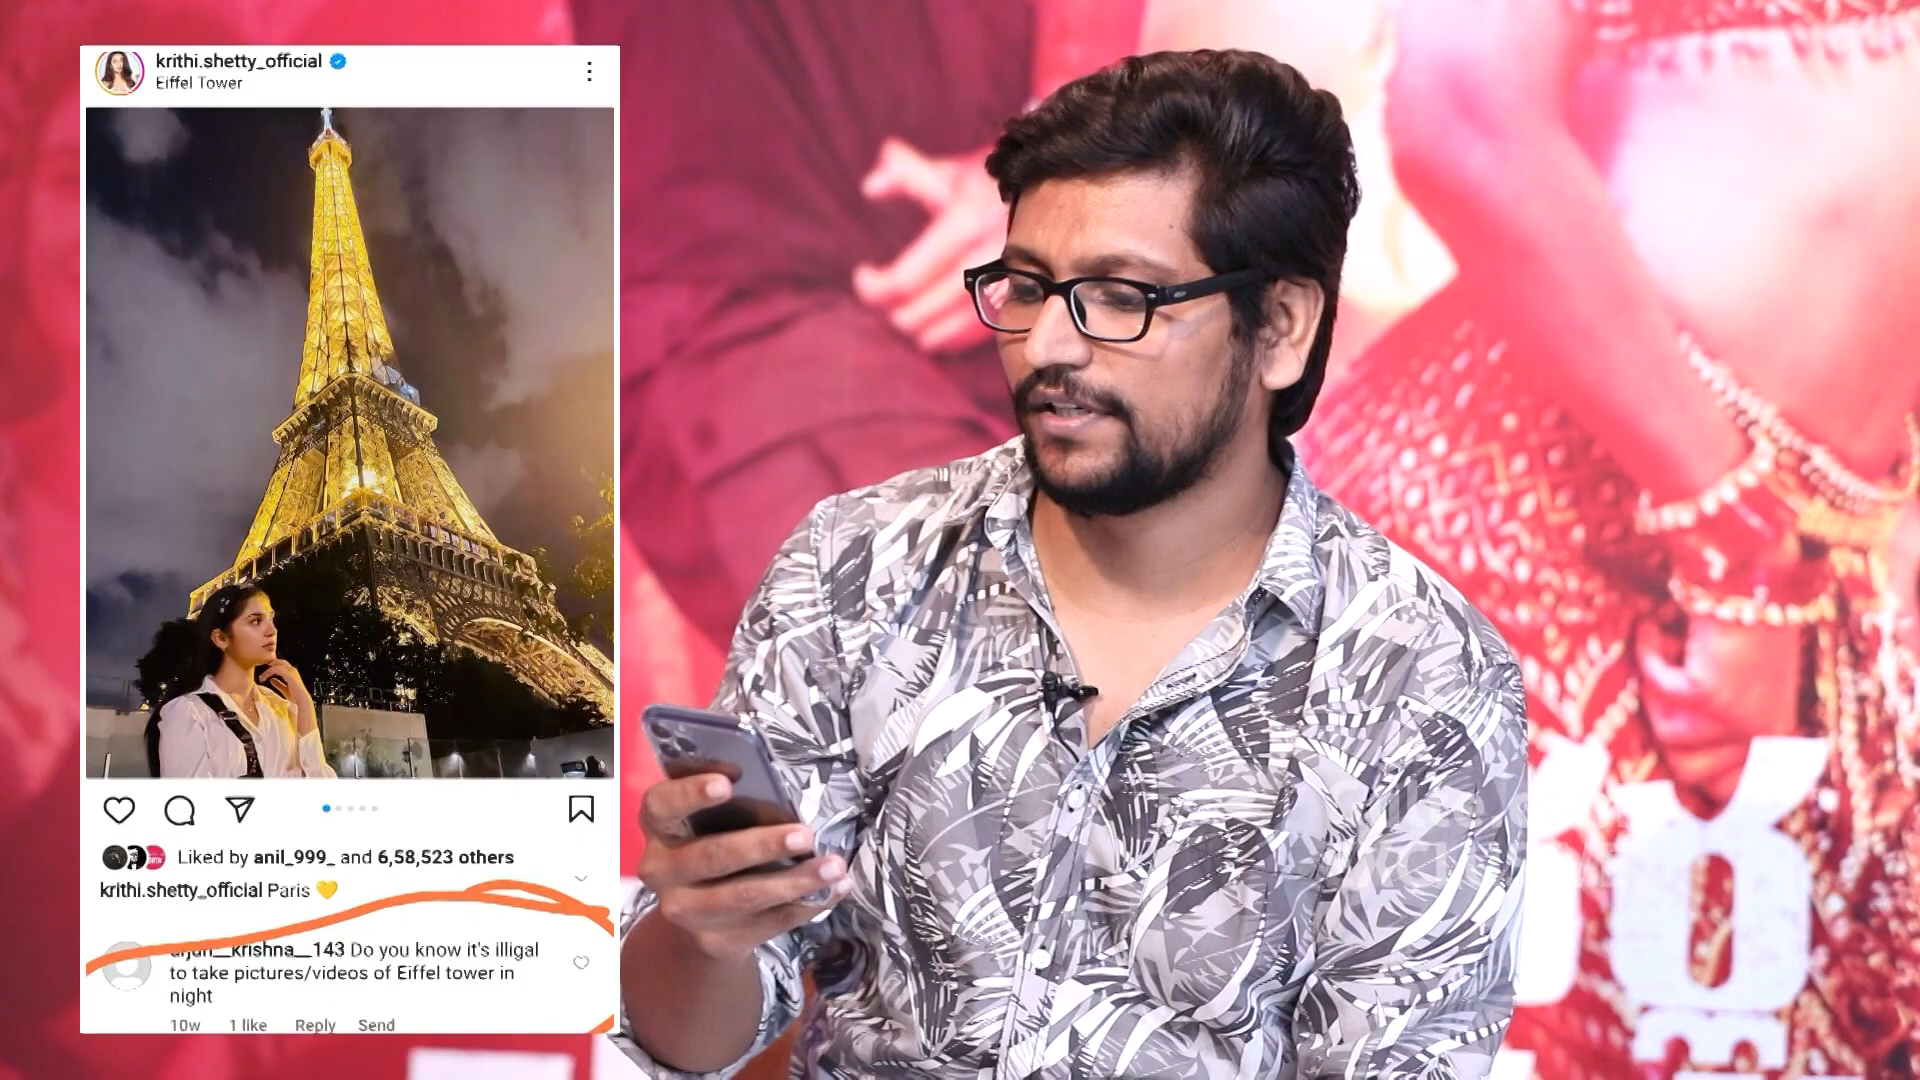 krithi.shetty_official
Eiffel Tower
Liked by anil_999_ and 6,58,523 others
krithi.shetty_official Paris 💛
arjun__krishna__143 Do you know it's illigal
to take pictures/videos of Eiffel tower in
night
10w 1 like Reply Send